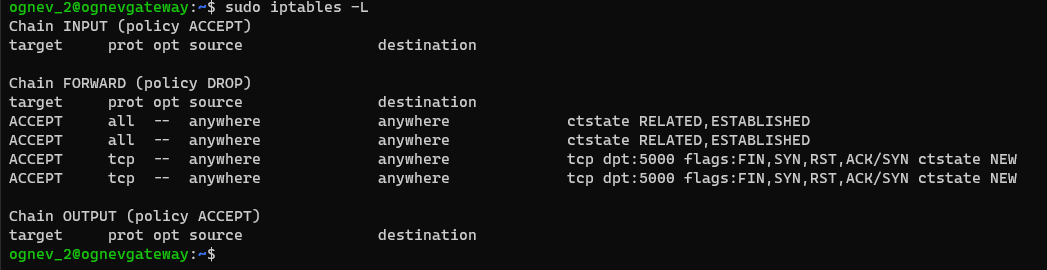 ognev_2@ognevgateway:~$ sudo iptables -L
Chain INPUT (policy ACCEPT)
target     prot opt source               destination

Chain FORWARD (policy DROP)
target     prot opt source               destination
ACCEPT     all  --  anywhere             anywhere             ctstate RELATED,ESTABLISHED
ACCEPT     all  --  anywhere             anywhere             ctstate RELATED,ESTABLISHED
ACCEPT     tcp  --  anywhere             anywhere             tcp dpt:5000 flags:FIN,SYN,RST,ACK/SYN ctstate NEW
ACCEPT     tcp  --  anywhere             anywhere             tcp dpt:5000 flags:FIN,SYN,RST,ACK/SYN ctstate NEW

Chain OUTPUT (policy ACCEPT)
target     prot opt source               destination
ognev_2@ognevgateway:~$